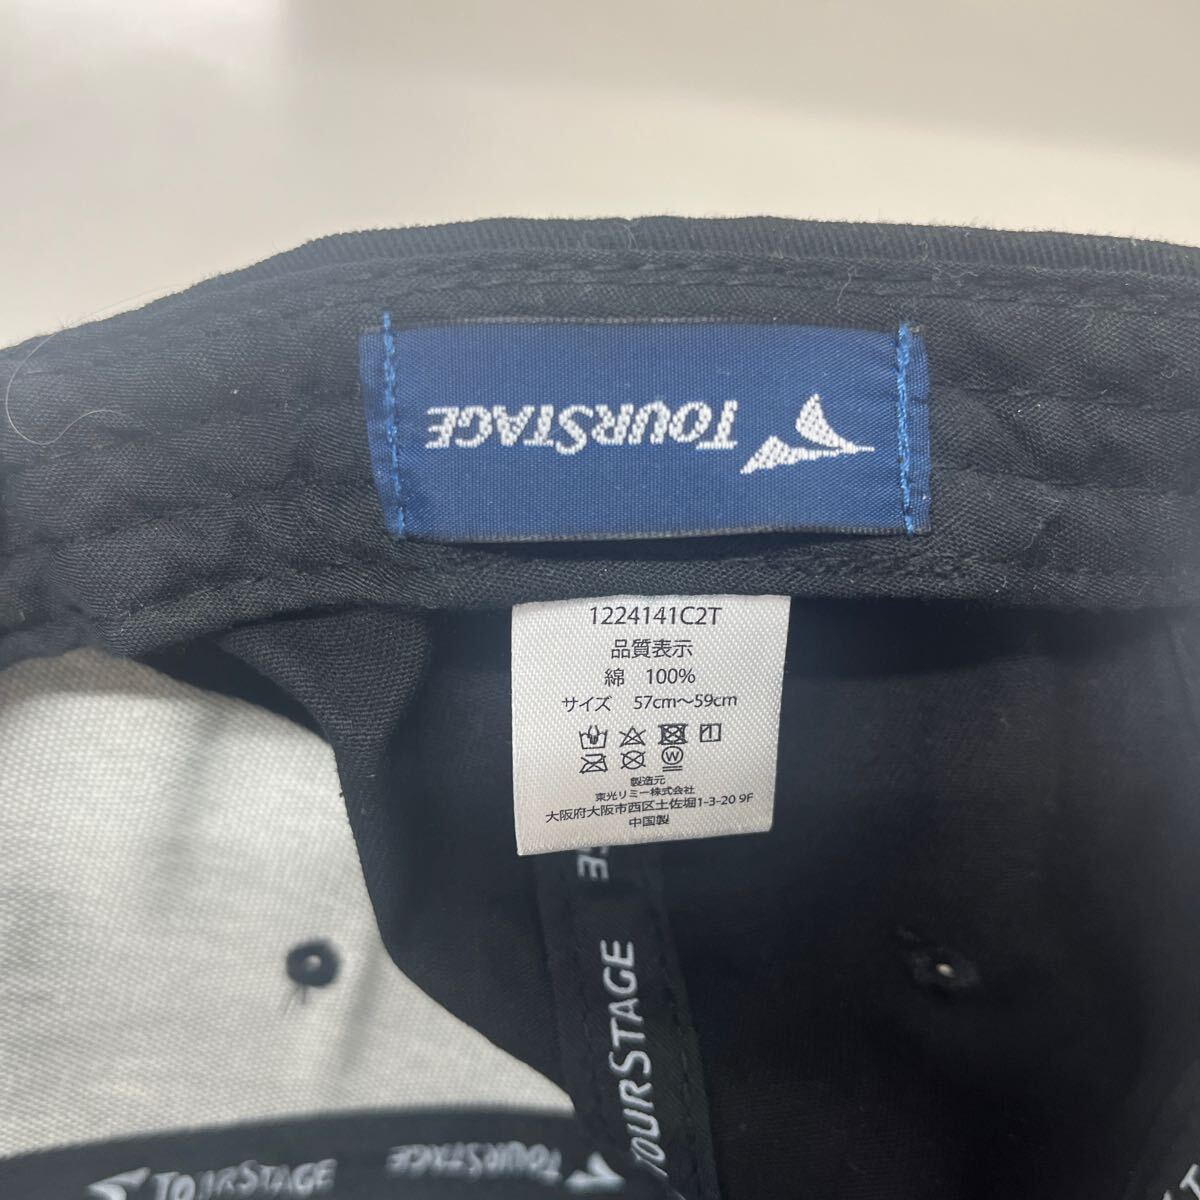 TOURSTAGE
1224141C2T
品質表示
綿 100%
サイズ 57cm～59cm
W
製造元
東光リミー株式会社
大阪府大阪市西区土佐堀1-3-20 9F
中国製
SE
TOURSTAGE
TOURSTAGE
TOURSTAGE